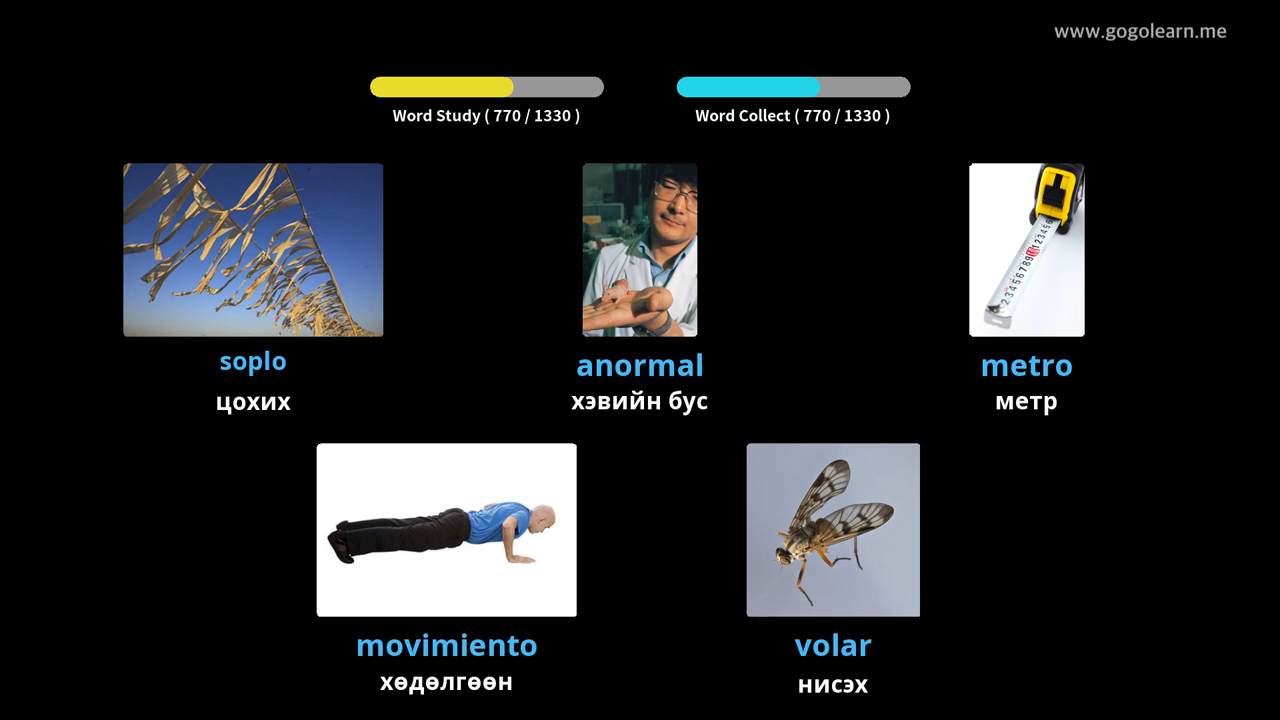 www.gogolearn.me
Word Study ( 770 / 1330 )
Word Collect ( 770 / 1330 )
soplo
цохих
anormal
хэвийн бус
metro
метр
movimiento
хөдөлгөөн
volar
нисэх